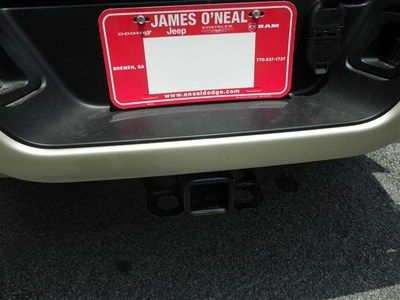 JAMES O'NEAL
DODGE Jeep CHRYSLER RAM
BREMEN, GA 770-537-1737
www.onealdodge.com